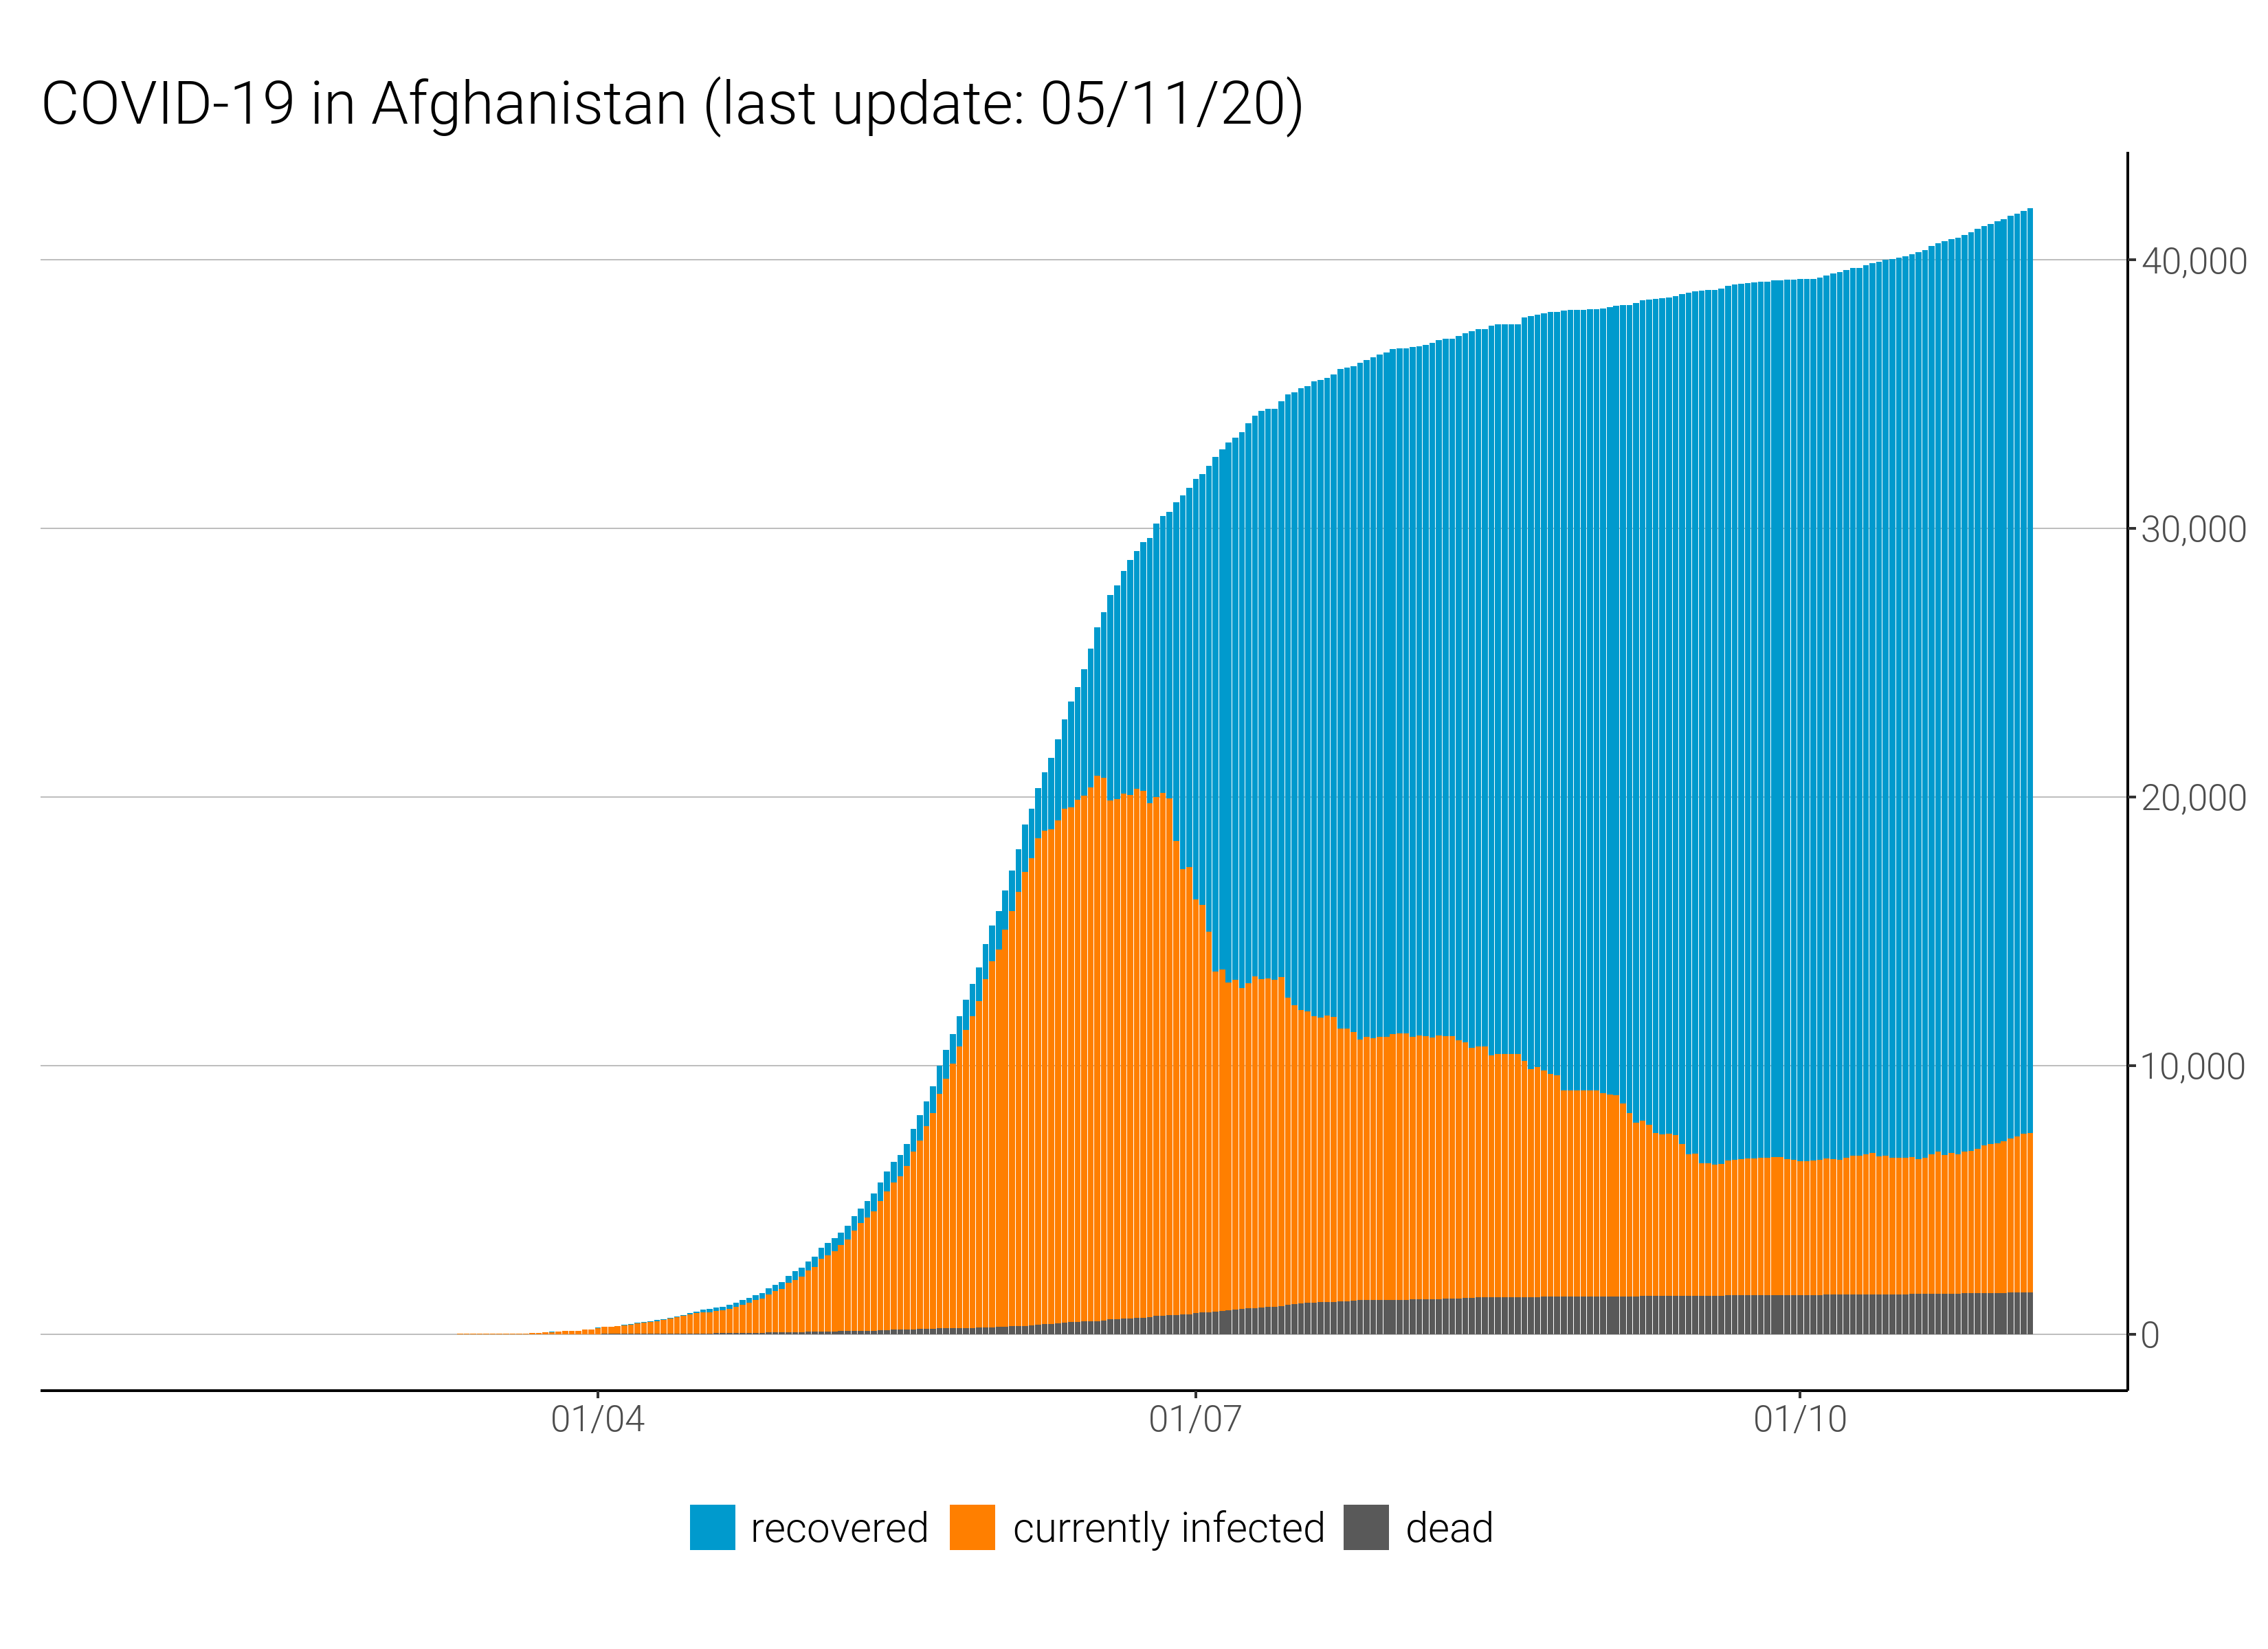 COVID-19 in Afghanistan (last update: 05/11/20)
40,000
30,000
20,000
10,000
0
01/04 01/07 01/10
recovered currently infected dead